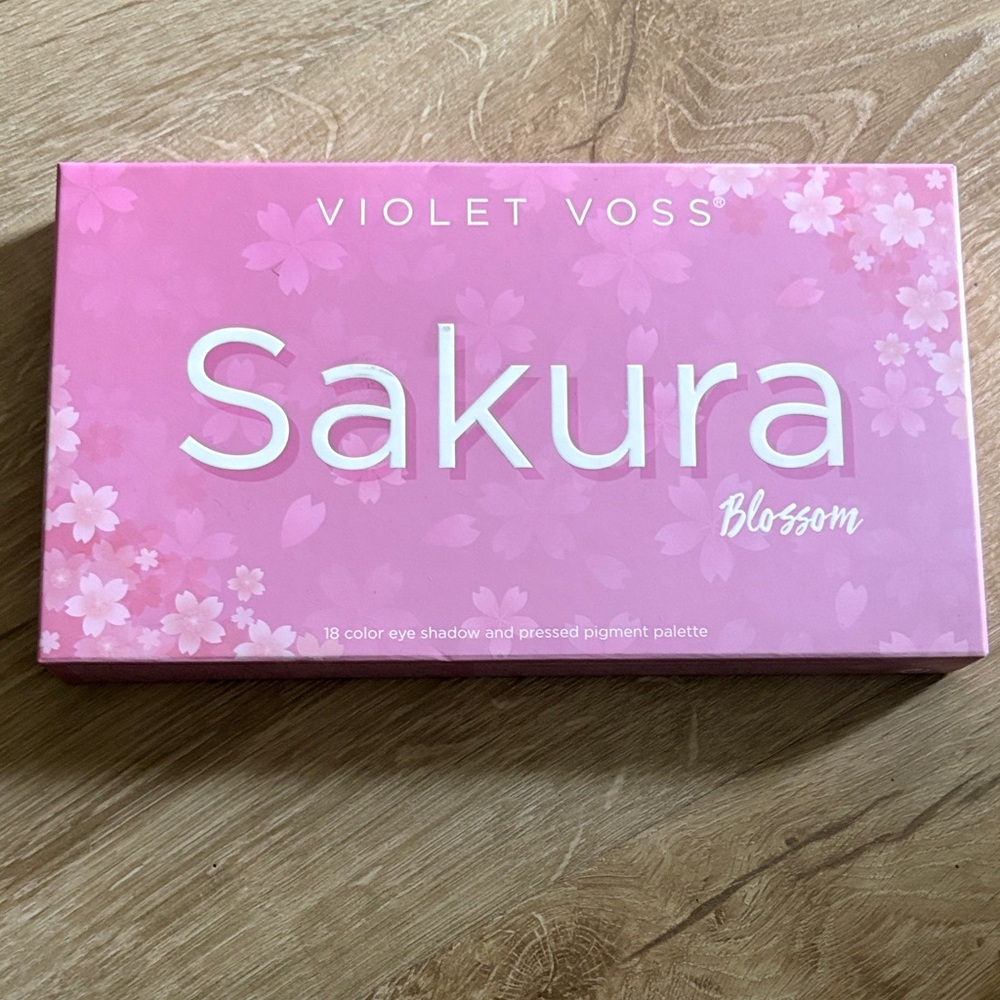 VIOLET VOSS®
Sakura
Blossom
18 color eye shadow and pressed pigment palette